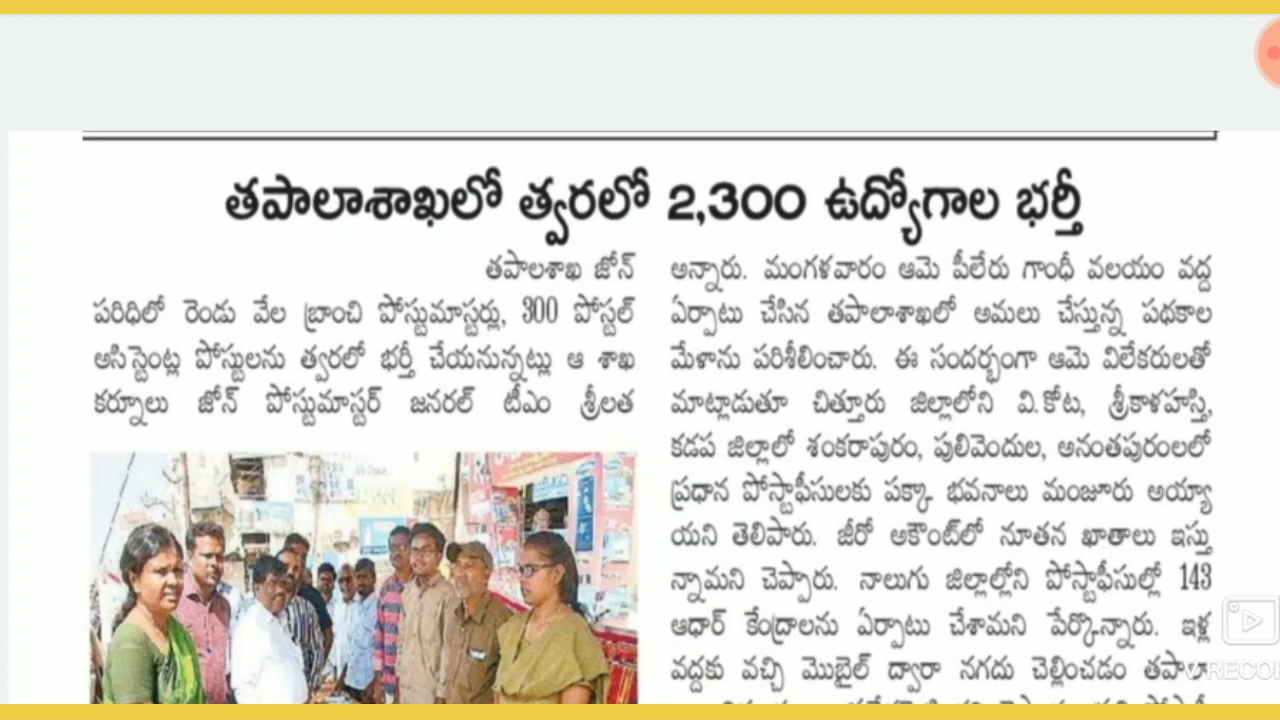 తపాలాశాఖలో త్వరలో 2,300 ఉద్యోగాల భర్తీ
తపాలశాఖ జోన్
పరిధిలో రెండు వేల బ్రాంచి పోస్టుమాస్టర్లు, 300 పోస్టల్
అసిస్టెంట్ల పోస్టులను త్వరలో భర్తీ చేయనున్నట్లు ఆ శాఖ
కర్నూలు జోన్ పోస్టుమాస్టర్ జనరల్ టీఎం శ్రీలత
అన్నారు. మంగళవారం ఆమె పీలేరు గాంధీ వలయం వద్ద
ఏర్పాటు చేసిన తపాలాశాఖలో అమలు చేస్తున్న పథకాల
మేళాను పరిశీలించారు. ఈ సందర్భంగా ఆమె విలేకరులతో
మాట్లాడుతూ చిత్తూరు జిల్లాలోని వి.కోట, శ్రీకాళహస్తి,
కడప జిల్లాలో శంకరాపురం, పులివెందుల, అనంతపురంలలో
ప్రధాన పోస్టాఫీసులకు పక్కా భవనాలు మంజూరు అయ్యా
యని తెలిపారు. జీరో అకౌంట్‌లో నూతన ఖాతాలు ఇస్తు
న్నామని చెప్పారు. నాలుగు జిల్లాల్లోని పోస్టాఫీసుల్లో 143
ఆధార్ కేంద్రాలను ఏర్పాటు చేశామని పేర్కొన్నారు. ఇళ్ల
వద్దకు వచ్చి మొబైల్ ద్వారా నగదు చెల్లించడం తపాలా